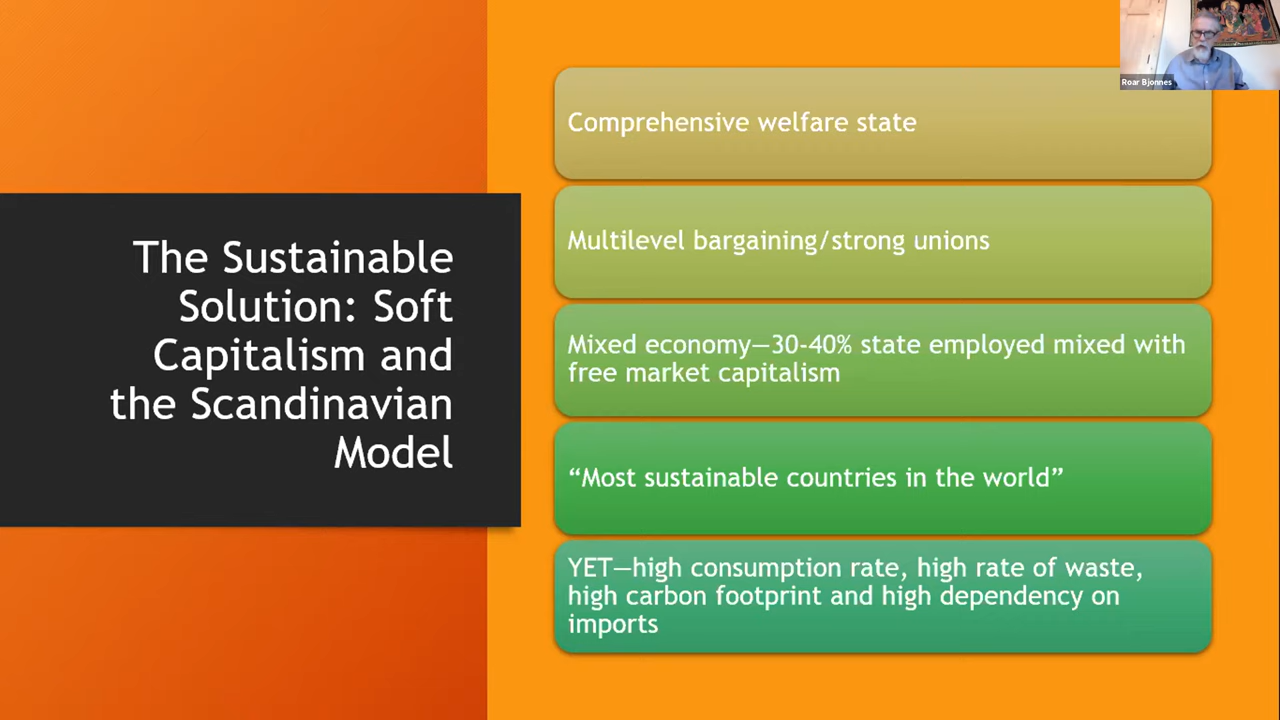 The Sustainable
Solution: Soft
Capitalism and
the Scandinavian
Model
Comprehensive welfare state
Multilevel bargaining/strong unions
Mixed economy—30-40% state employed mixed with
free market capitalism
“Most sustainable countries in the world”
YET—high consumption rate, high rate of waste,
high carbon footprint and high dependency on
imports
Roar Bjonnes